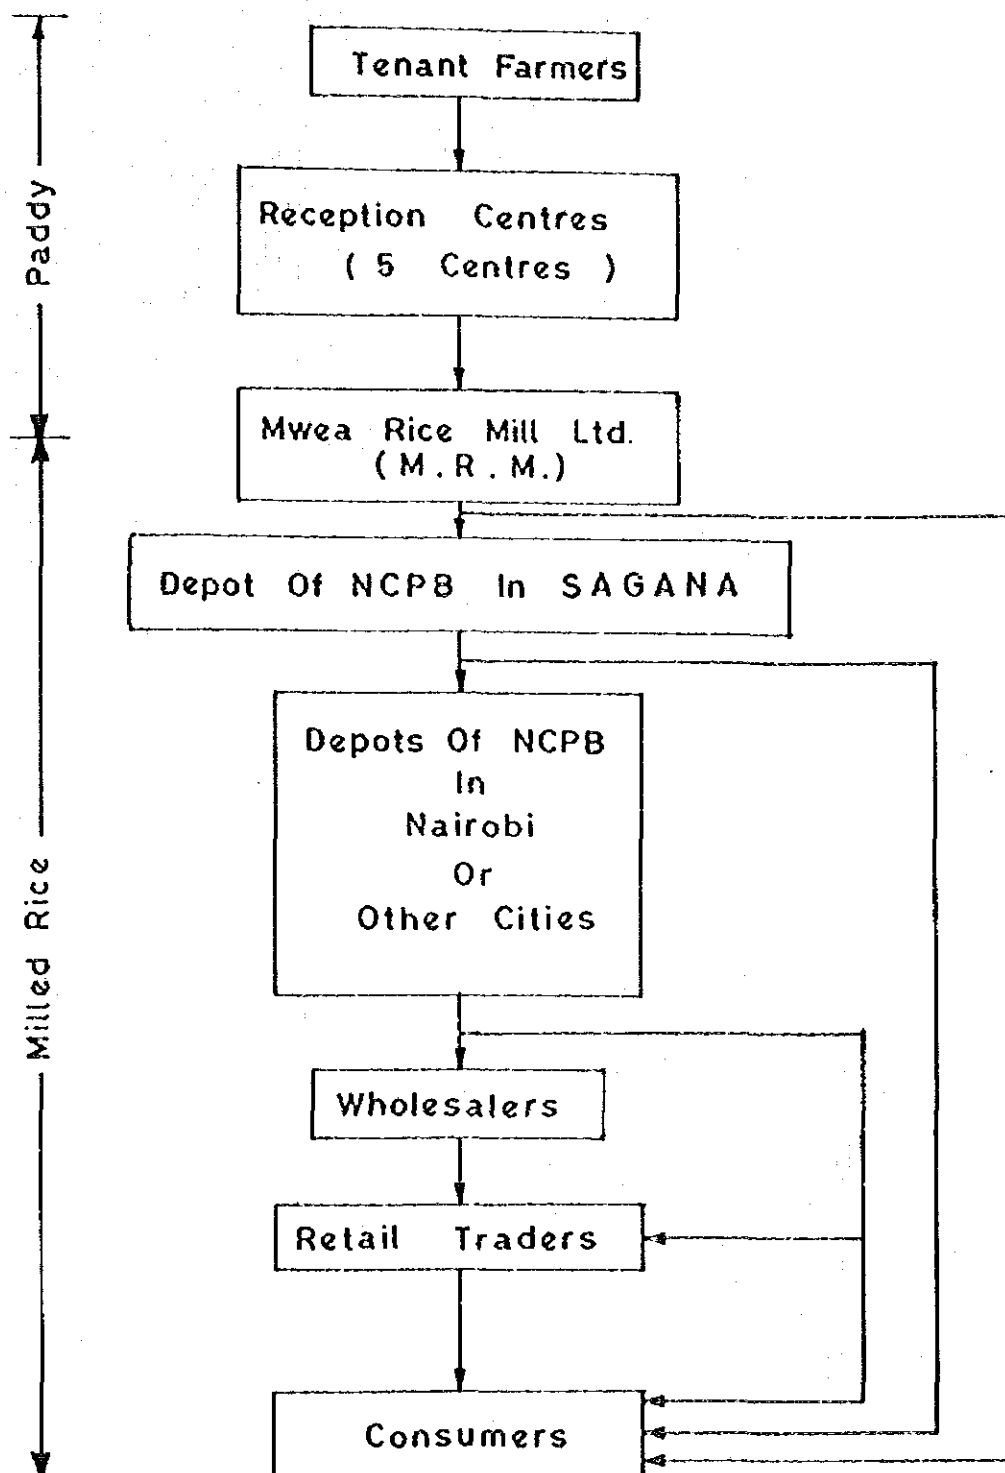 Tenant Farmers
Reception Centres
( 5 Centres )
Mwea Rice Mill Ltd.
( M . R . M . )
Depot Of NCPB In SAGANA
Depots Of NCPB
In
Nairobi
Or
Other Cities
Wholesalers
Retail Traders
Consumers
Paddy
Milled Rice